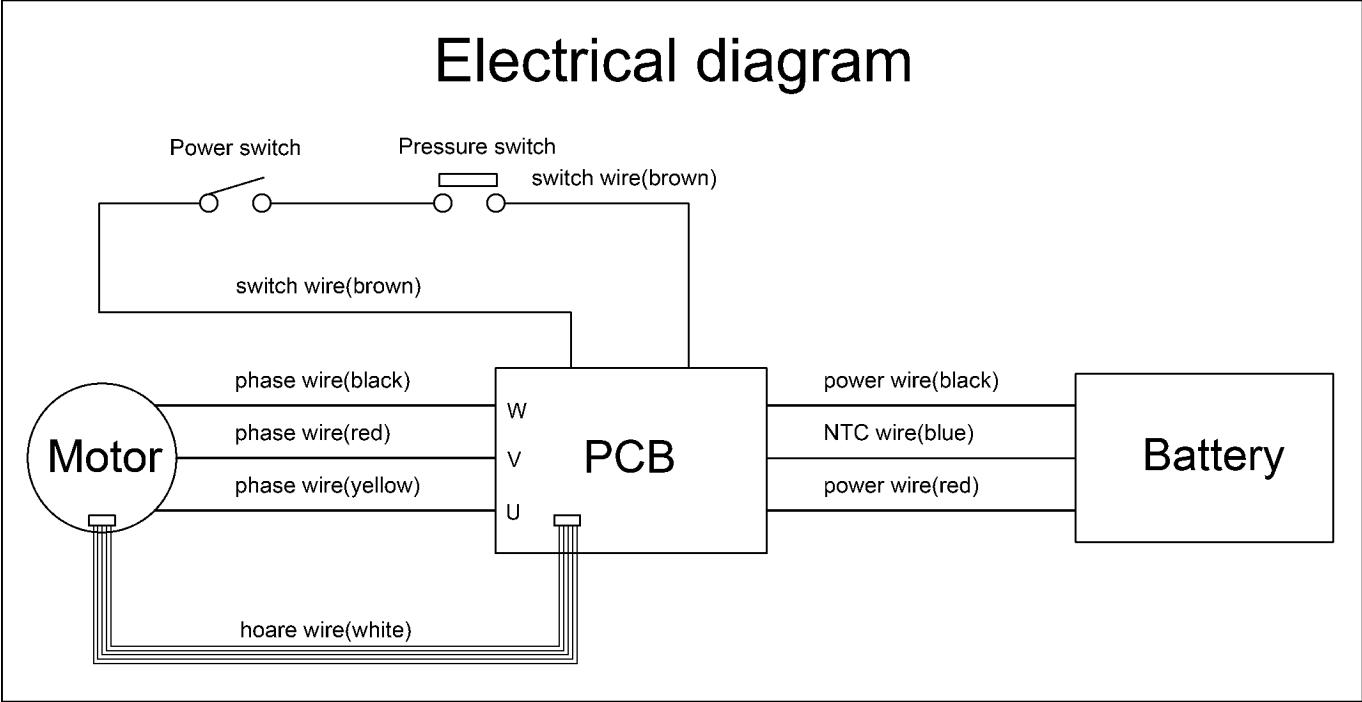 Electrical diagram
Power switch
Pressure switch
switch wire(brown)
switch wire(brown)
phase wire(black)
power wire(black)
W
phase wire(red)
NTC wire(blue)
Motor
V
PCB
Battery
phase wire(yellow)
power wire(red)
U
hoare wire(white)